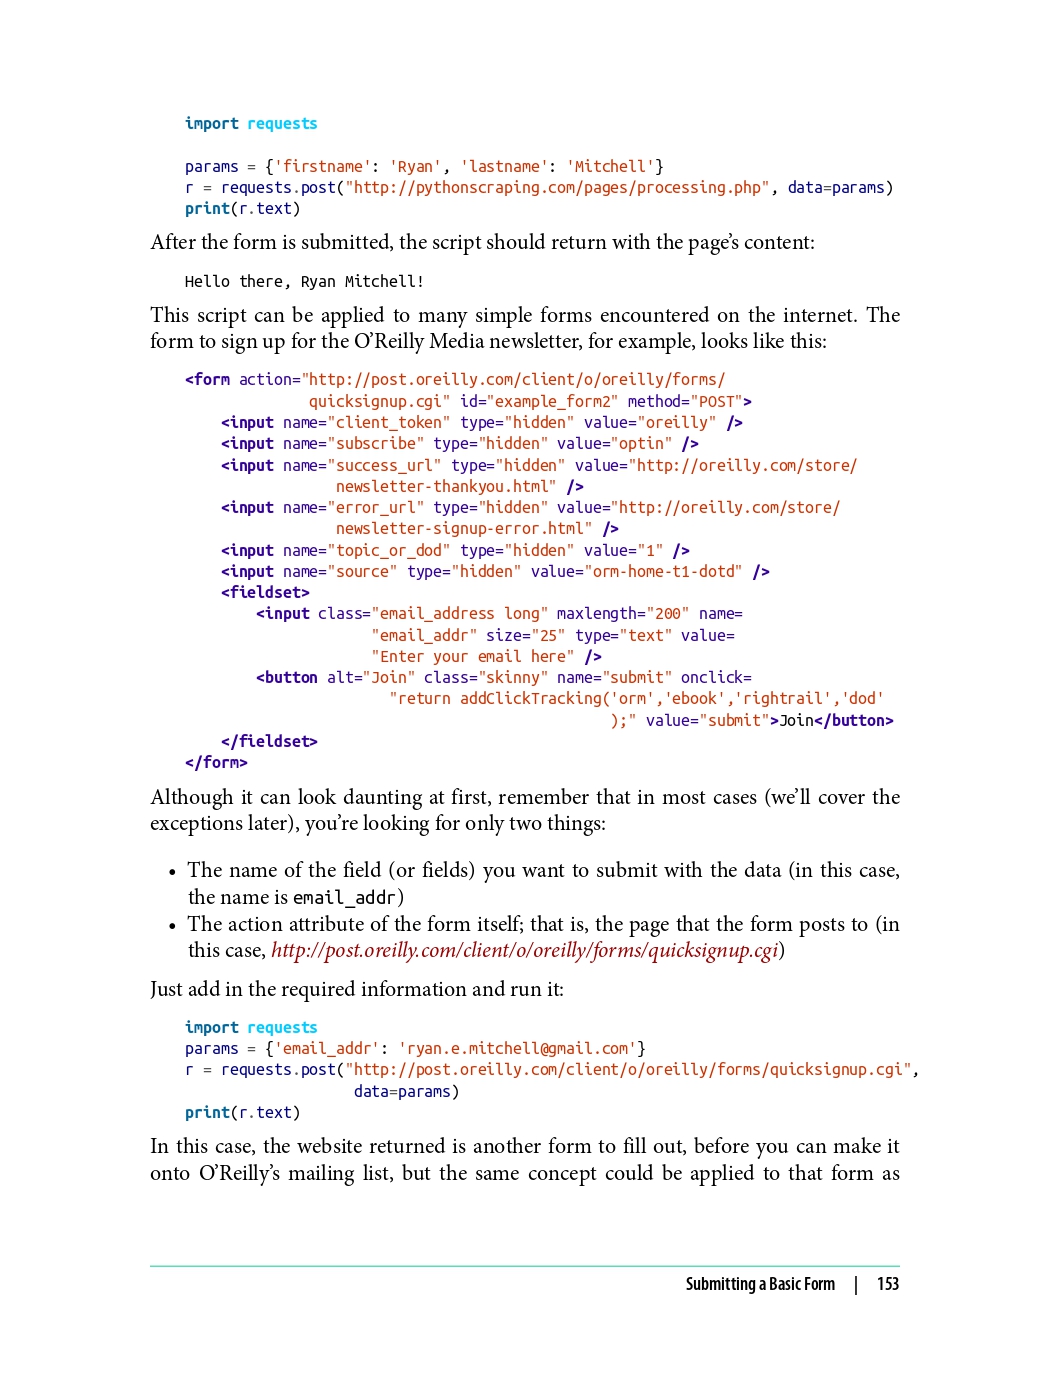 import requests
params = {'firstname': 'Ryan', 'lastname': 'Mitchell'}
r = requests.post("http://pythonscraping.com/pages/processing.php", data=params)
print(r.text)
After the form is submitted, the script should return with the page’s content:
Hello there, Ryan Mitchell!
This script can be applied to many simple forms encountered on the internet. The
form to sign up for the O’Reilly Media newsletter, for example, looks like this:
<form action="http://post.oreilly.com/client/o/oreilly/forms/
quicksignup.cgi" id="example_form2" method="POST">
<input name="client_token" type="hidden" value="oreilly" />
<input name="subscribe" type="hidden" value="optin" />
<input name="success_url" type="hidden" value="http://oreilly.com/store/
newsletter-thankyou.html" />
<input name="error_url" type="hidden" value="http://oreilly.com/store/
newsletter-signup-error.html" />
<input name="topic_or_dod" type="hidden" value="1" />
<input name="source" type="hidden" value="orm-home-t1-dotd" />
<fieldset>
<input class="email_address long" maxlength="200" name=
"email_addr" size="25" type="text" value=
"Enter your email here" />
<button alt="Join" class="skinny" name="submit" onclick=
"return addClickTracking('orm','ebook','rightrail','dod'
);" value="submit">Join</button>
</fieldset>
</form>
Although it can look daunting at first, remember that in most cases (we’ll cover the
exceptions later), you’re looking for only two things:
• The name of the field (or fields) you want to submit with the data (in this case,
the name is email_addr)
• The action attribute of the form itself; that is, the page that the form posts to (in
this case, http://post.oreilly.com/client/o/oreilly/forms/quicksignup.cgi)
Just add in the required information and run it:
import requests
params = {'email_addr': 'ryan.e.mitchell@gmail.com'}
r = requests.post("http://post.oreilly.com/client/o/oreilly/forms/quicksignup.cgi",
data=params)
print(r.text)
In this case, the website returned is another form to fill out, before you can make it
onto O’Reilly’s mailing list, but the same concept could be applied to that form as
Submitting a Basic Form | 153